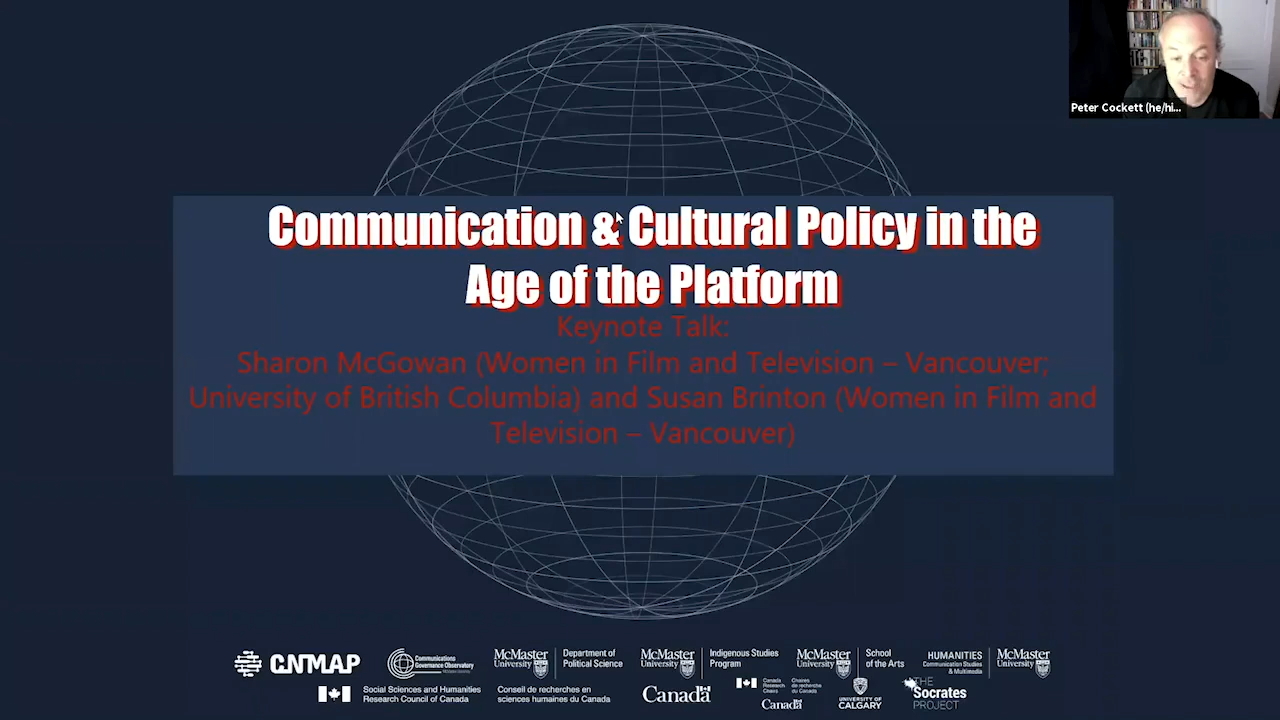 Peter Cockett (he/hi...
Communication & Cultural Policy in the
Age of the Platform
Keynote Talk:
Sharon McGowan (Women in Film and Television – Vancouver;
University of British Columbia) and Susan Brinton (Women in Film and
Television – Vancouver)
CNTMAP
Communications
Governance Observatory
McMaster
University
Department of
Political Science
McMaster
University
Indigenous Studies
Program
McMaster
University
School
of the Arts
HUMANITIES
Communication Studies
& Multimedia
McMaster
University
Social Sciences and Humanities
Research Council of Canada
Conseil de recherches en
sciences humaines du Canada
Canada
Canada
Research
Chairs
Chaires
de recherche
du Canada
Canada
UNIVERSITY OF
CALGARY
THE
Socrates
PROJECT